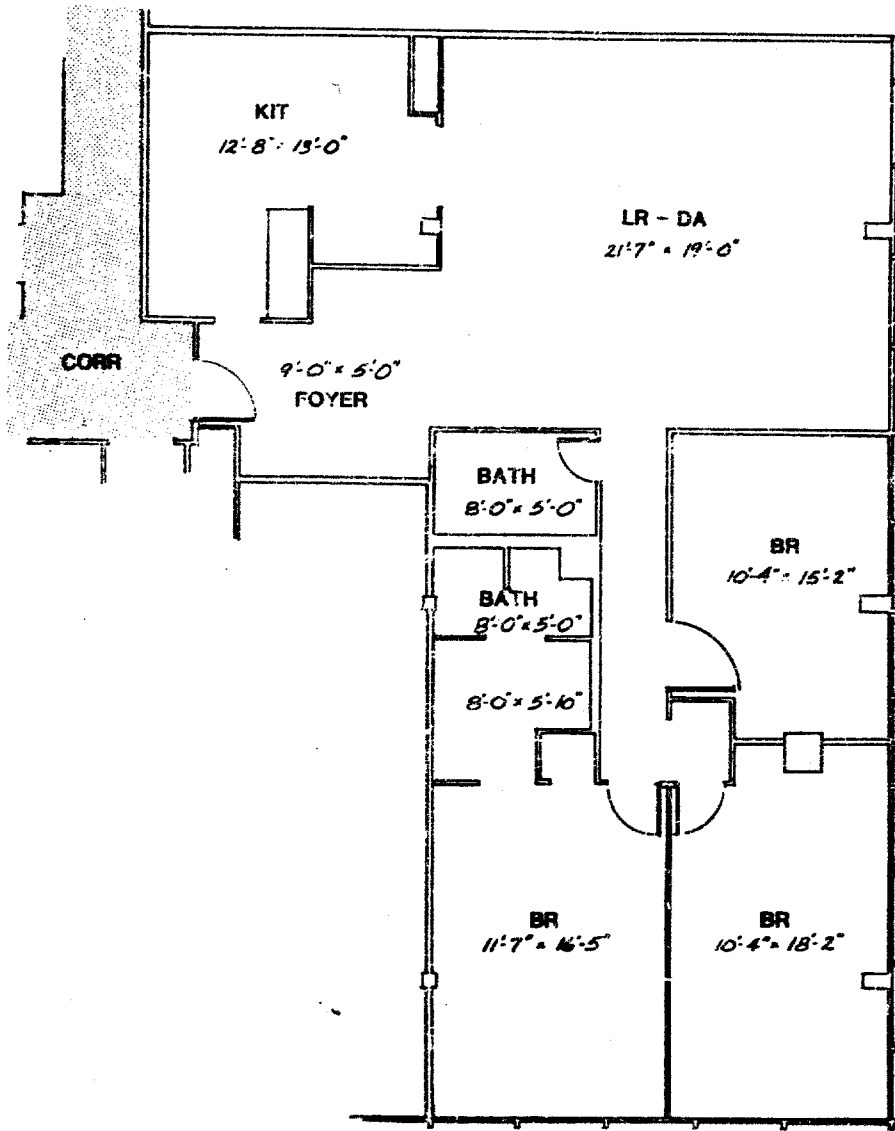 KIT
12'-8" × 13'-0"
LR - DA
21'-7" × 19'-0"
CORR
9'-0" × 5'-0"
FOYER
BATH
8'-0" × 5'-0"
BR
10'-4" × 15'-2"
BATH
8'-0" × 5'-0"
8'-0" × 5'-10"
BR
11'-7" × 16'-5"
BR
10'-4" × 18'-2"